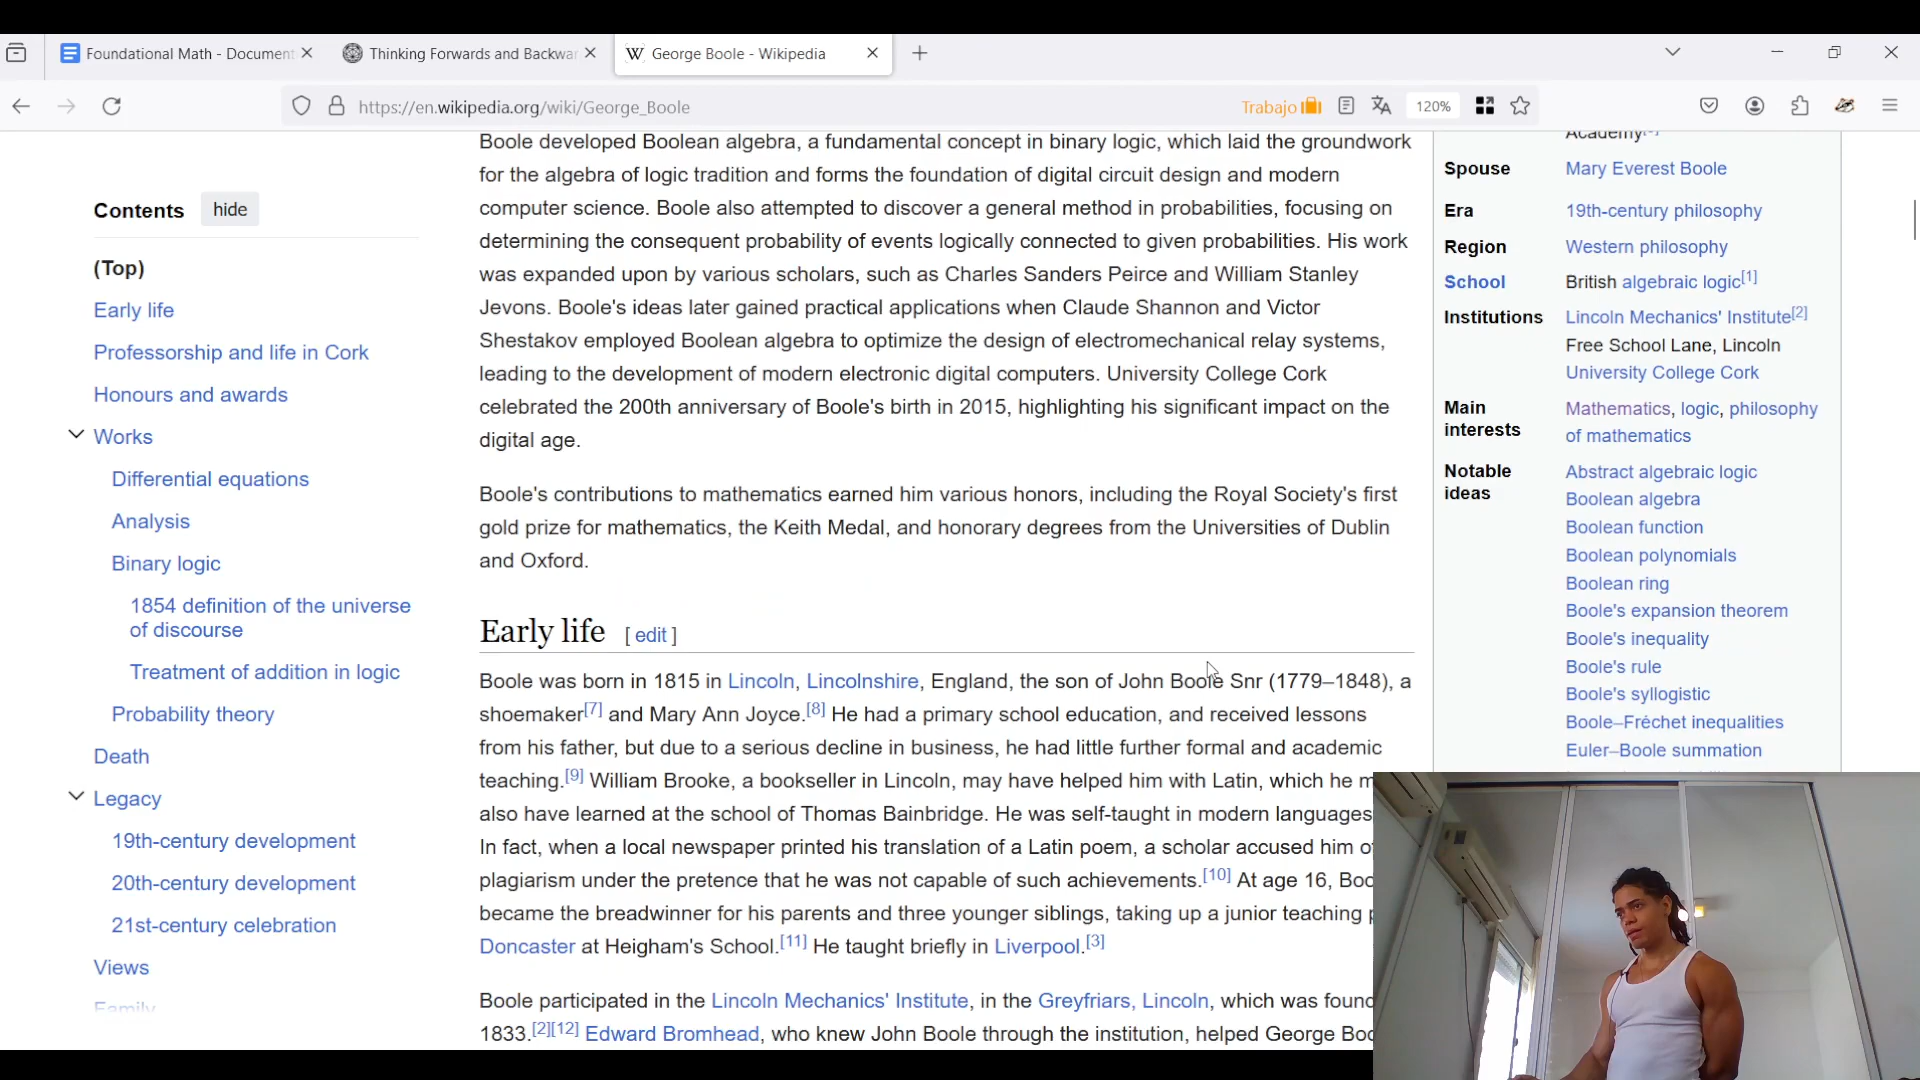 Foundational Math - Document
Thinking Forwards and Backwar
W George Boole - Wikipedia
https://en.wikipedia.org/wiki/George_Boole
Trabajo
120%
Contents hide
(Top)
Early life
Professorship and life in Cork
Honours and awards
Works
Differential equations
Analysis
Binary logic
1854 definition of the universe
of discourse
Treatment of addition in logic
Probability theory
Death
Legacy
19th-century development
20th-century development
21st-century celebration
Views
Family
Boole developed Boolean algebra, a fundamental concept in binary logic, which laid the groundwork
for the algebra of logic tradition and forms the foundation of digital circuit design and modern
computer science. Boole also attempted to discover a general method in probabilities, focusing on
determining the consequent probability of events logically connected to given probabilities. His work
was expanded upon by various scholars, such as Charles Sanders Peirce and William Stanley
Jevons. Boole's ideas later gained practical applications when Claude Shannon and Victor
Shestakov employed Boolean algebra to optimize the design of electromechanical relay systems,
leading to the development of modern electronic digital computers. University College Cork
celebrated the 200th anniversary of Boole's birth in 2015, highlighting his significant impact on the
digital age.
Boole's contributions to mathematics earned him various honors, including the Royal Society's first
gold prize for mathematics, the Keith Medal, and honorary degrees from the Universities of Dublin
and Oxford.
Early life [ edit ]
Boole was born in 1815 in Lincoln, Lincolnshire, England, the son of John Boole Snr (1779–1848), a
shoemaker[7] and Mary Ann Joyce.[8] He had a primary school education, and received lessons
from his father, but due to a serious decline in business, he had little further formal and academic
teaching.[9] William Brooke, a bookseller in Lincoln, may have helped him with Latin, which he m
also have learned at the school of Thomas Bainbridge. He was self-taught in modern languages
In fact, when a local newspaper printed his translation of a Latin poem, a scholar accused him o
plagiarism under the pretence that he was not capable of such achievements.[10] At age 16, Boo
became the breadwinner for his parents and three younger siblings, taking up a junior teaching p
Doncaster at Heigham's School.[11] He taught briefly in Liverpool.[3]
Boole participated in the Lincoln Mechanics' Institute, in the Greyfriars, Lincoln, which was found
1833.[2][12] Edward Bromhead, who knew John Boole through the institution, helped George Boo
Academy
Spouse Mary Everest Boole
Era 19th-century philosophy
Region Western philosophy
School British algebraic logic[1]
Institutions Lincoln Mechanics' Institute[2]
Free School Lane, Lincoln
University College Cork
Main interests Mathematics, logic, philosophy
of mathematics
Notable ideas Abstract algebraic logic
Boolean algebra
Boolean function
Boolean polynomials
Boolean ring
Boole's expansion theorem
Boole's inequality
Boole's rule
Boole's syllogistic
Boole–Fréchet inequalities
Euler–Boole summation